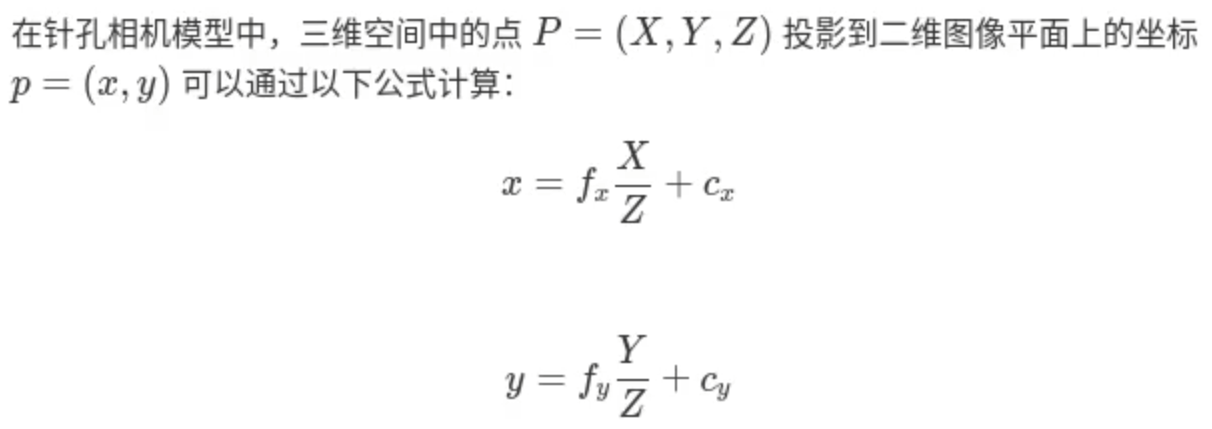 在针孔相机模型中，三维空间中的点 P = (X, Y, Z) 投影到二维图像平面上的坐标
p = (x, y) 可以通过以下公式计算：
x = f_x \frac{X}{Z} + c_x
y = f_y \frac{Y}{Z} + c_y